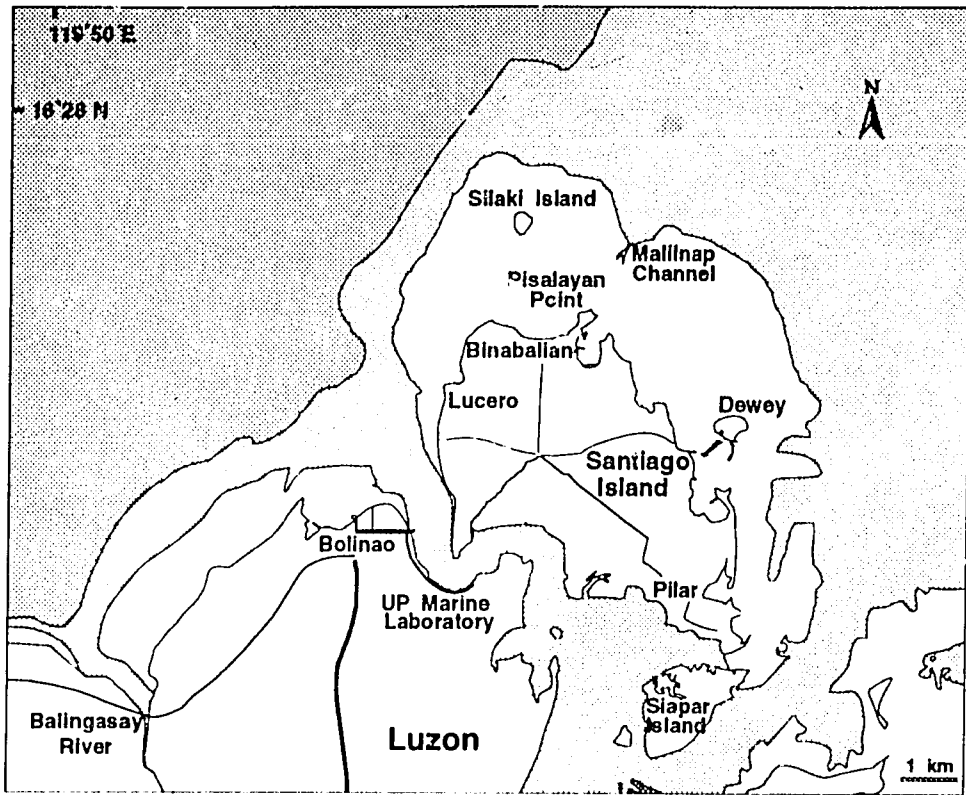 119°50 E
16°28 N
N
Silaki Island
Malilnap
Channel
Pisalayan
Point
Binabalian
Lucero
Dewey
Santiago
Island
Bolinao
UP Marine
Laboratory
Pilar
Siapar
Island
Balingasay
River
Luzon
1 km